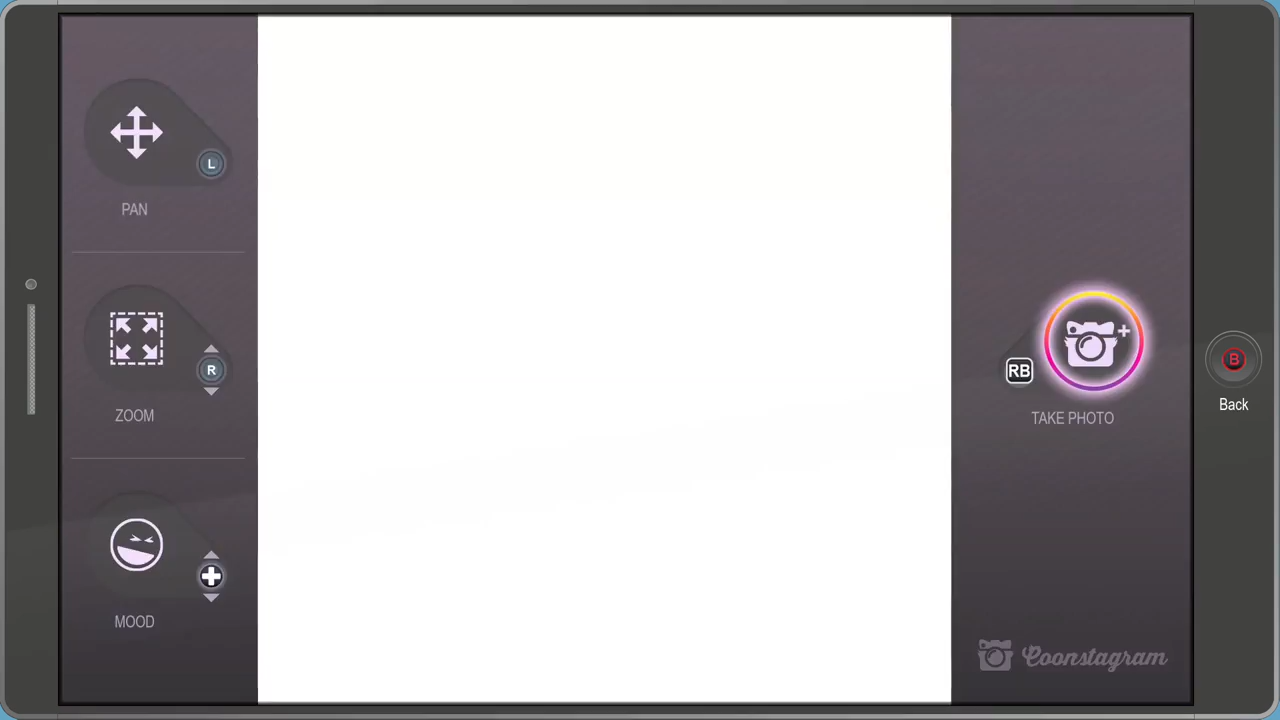 L
PAN
R
ZOOM
MOOD
RB
TAKE PHOTO
B
Back
Coonstagram